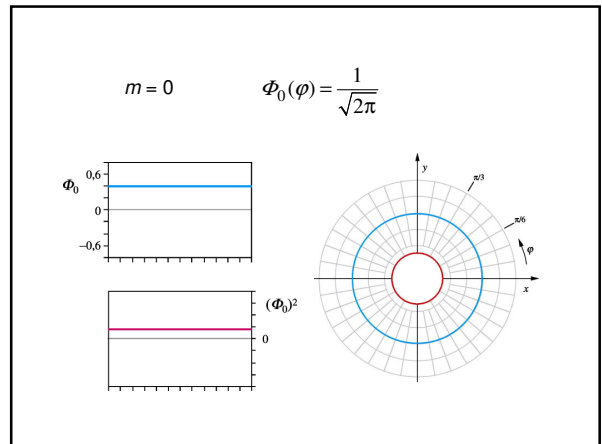 m = 0
Φ₀(φ) = 1/√2π
0,6
Φ₀
0
−0,6
(Φ₀)²
0
y
π/3
π/6
φ
x